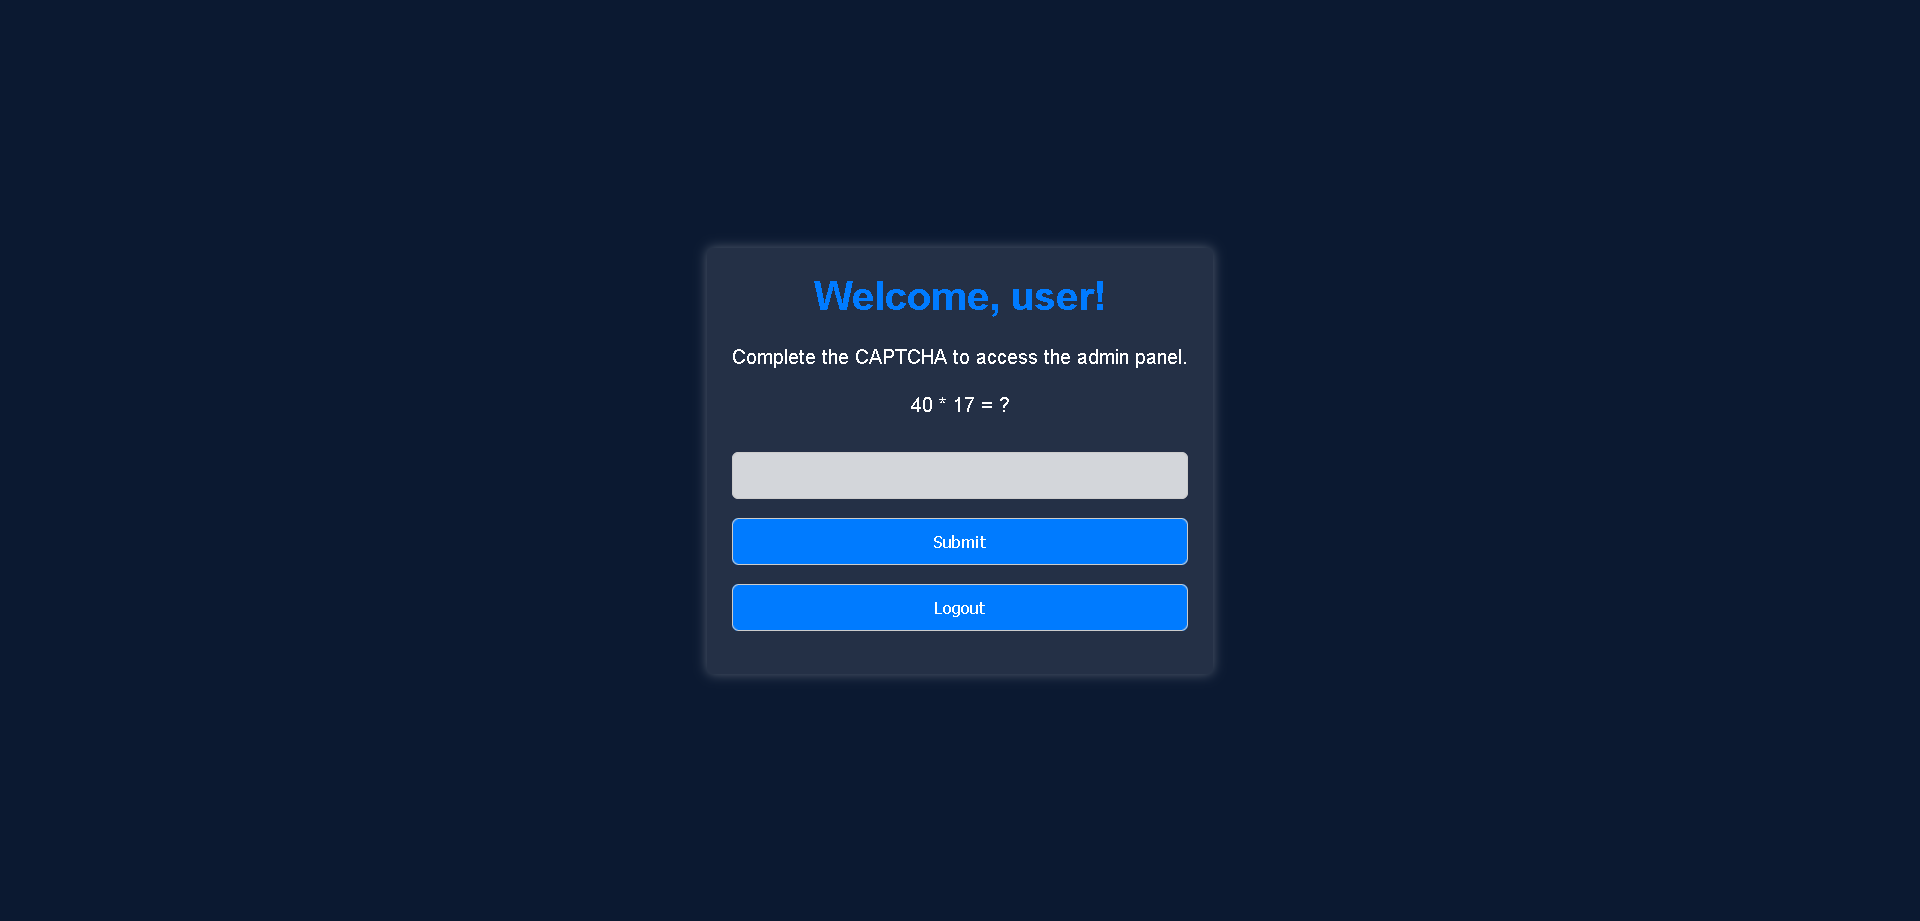 Welcome, user!
Complete the CAPTCHA to access the admin panel.
40 * 17 = ?
Submit
Logout